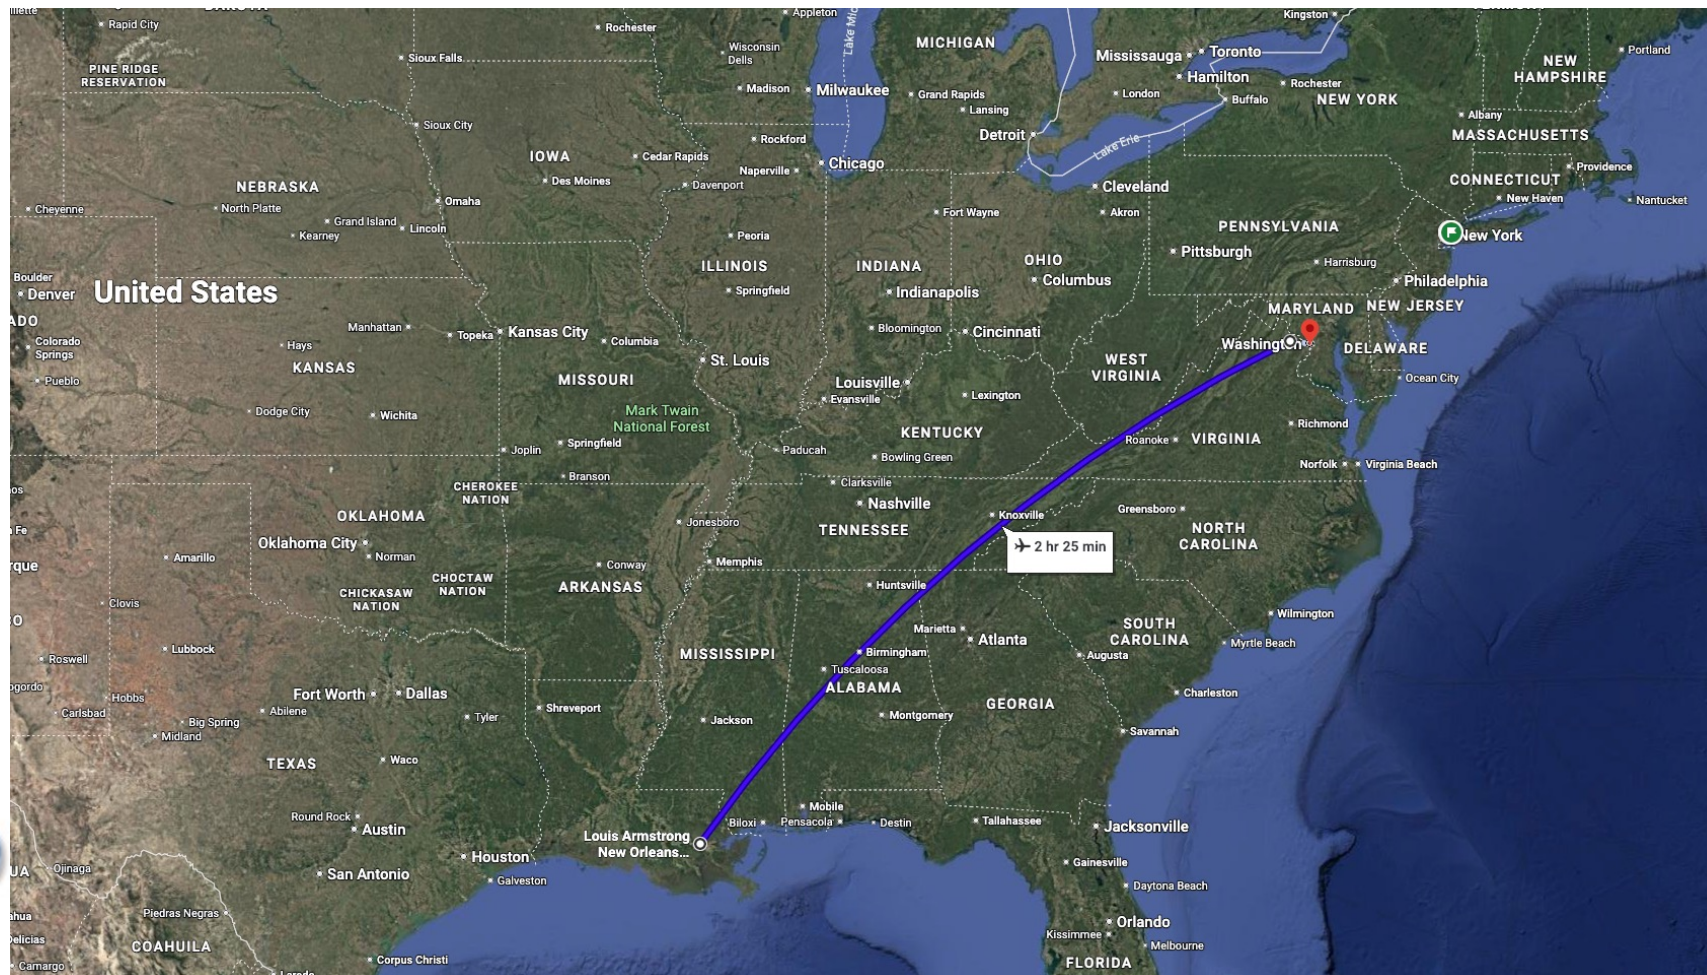 Rapid City
PINE RIDGE
RESERVATION
Sioux Falls
Rochester
Appleton
Wisconsin
Dells
Madison
Milwaukee
MICHIGAN
Grand Rapids
Lansing
Detroit
Mississauga
Toronto
Hamilton
London
Kingston
Rochester
Buffalo
NEW YORK
NEW
HAMPSHIRE
Portland
Albany
MASSACHUSETTS
Providence
CONNECTICUT
New Haven
Nantucket
Lake Erie
Sioux City
IOWA
Cedar Rapids
Des Moines
Davenport
Rockford
Naperville
Chicago
Cleveland
Akron
Fort Wayne
NEBRASKA
North Platte
Cheyenne
Grand Island
Kearney
Lincoln
Omaha
Peoria
ILLINOIS
Springfield
INDIANA
Indianapolis
OHIO
Columbus
PENNSYLVANIA
Pittsburgh
Harrisburg
New York
Philadelphia
NEW JERSEY
MARYLAND
Washington
DELAWARE
Ocean City
Boulder
Denver
United States
Colorado
Springs
Pueblo
Manhattan
Topeka
Kansas City
Hays
KANSAS
Columbia
St. Louis
MISSOURI
Bloomington
Cincinnati
Louisville
Evansville
Lexington
WEST
VIRGINIA
KENTUCKY
Dodge City
Wichita
Mark Twain
National Forest
Joplin
Springfield
Branson
Paducah
Bowling Green
Roanoke
VIRGINIA
Richmond
Norfolk
Virginia Beach
CHEROKEE
NATION
OKLAHOMA
Oklahoma City
Norman
Amarillo
Clarksville
Nashville
TENNESSEE
Knoxville
2 hr 25 min
Greensboro
NORTH
CAROLINA
Jonesboro
Memphis
Conway
ARKANSAS
CHOCTAW
NATION
CHICKASAW
NATION
Clovis
Huntsville
Marietta
Atlanta
SOUTH
CAROLINA
Wilmington
Myrtle Beach
Augusta
Roswell
Lubbock
MISSISSIPPI
Birmingham
Tuscaloosa
ALABAMA
GEORGIA
Charleston
Hobbs
Carlsbad
Fort Worth
Dallas
Abilene
Big Spring
Midland
Tyler
Shreveport
Jackson
Montgomery
Savannah
TEXAS
Waco
Round Rock
Austin
Louis Armstrong
New Orleans...
Biloxi
Mobile
Pensacola
Destin
Tallahassee
Jacksonville
Ojinaga
San Antonio
Houston
Galveston
Gainesville
Daytona Beach
Piedras Negras
COAHUILA
Corpus Christi
Camargo
Orlando
Kissimmee
Melbourne
FLORIDA